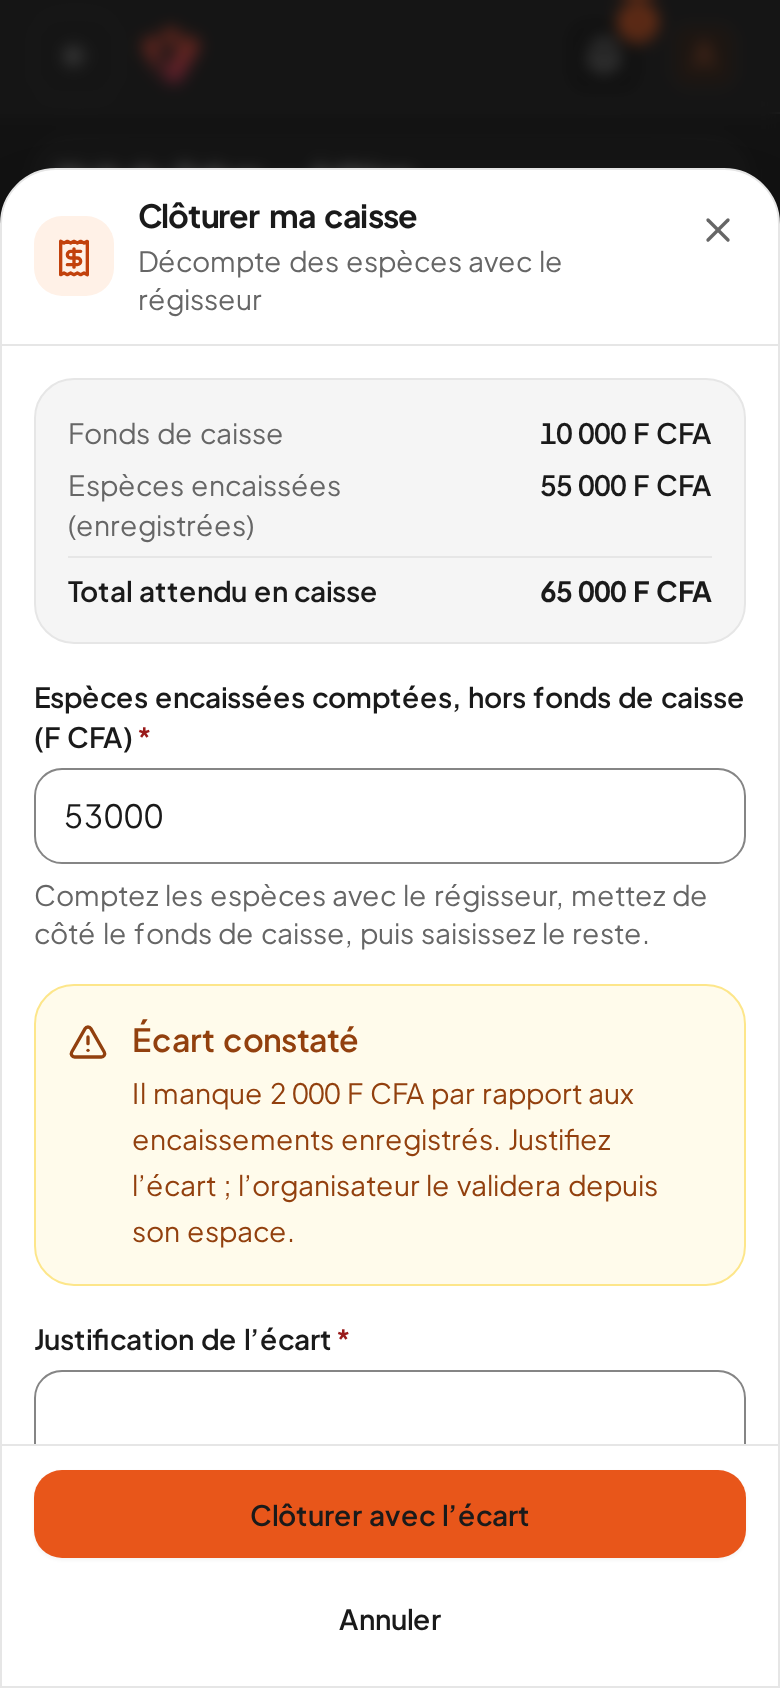 Clôturer ma caisse
Décompte des espèces avec le
régisseur
Fonds de caisse 10 000 F CFA
Espèces encaissées 55 000 F CFA
(enregistrées)
Total attendu en caisse 65 000 F CFA
Espèces encaissées comptées, hors fonds de caisse
(F CFA) *
53000
Comptez les espèces avec le régisseur, mettez de
côté le fonds de caisse, puis saisissez le reste.
Écart constaté
Il manque 2 000 F CFA par rapport aux
encaissements enregistrés. Justifiez
l’écart ; l’organisateur le validera depuis
son espace.
Justification de l’écart *
Clôturer avec l’écart
Annuler